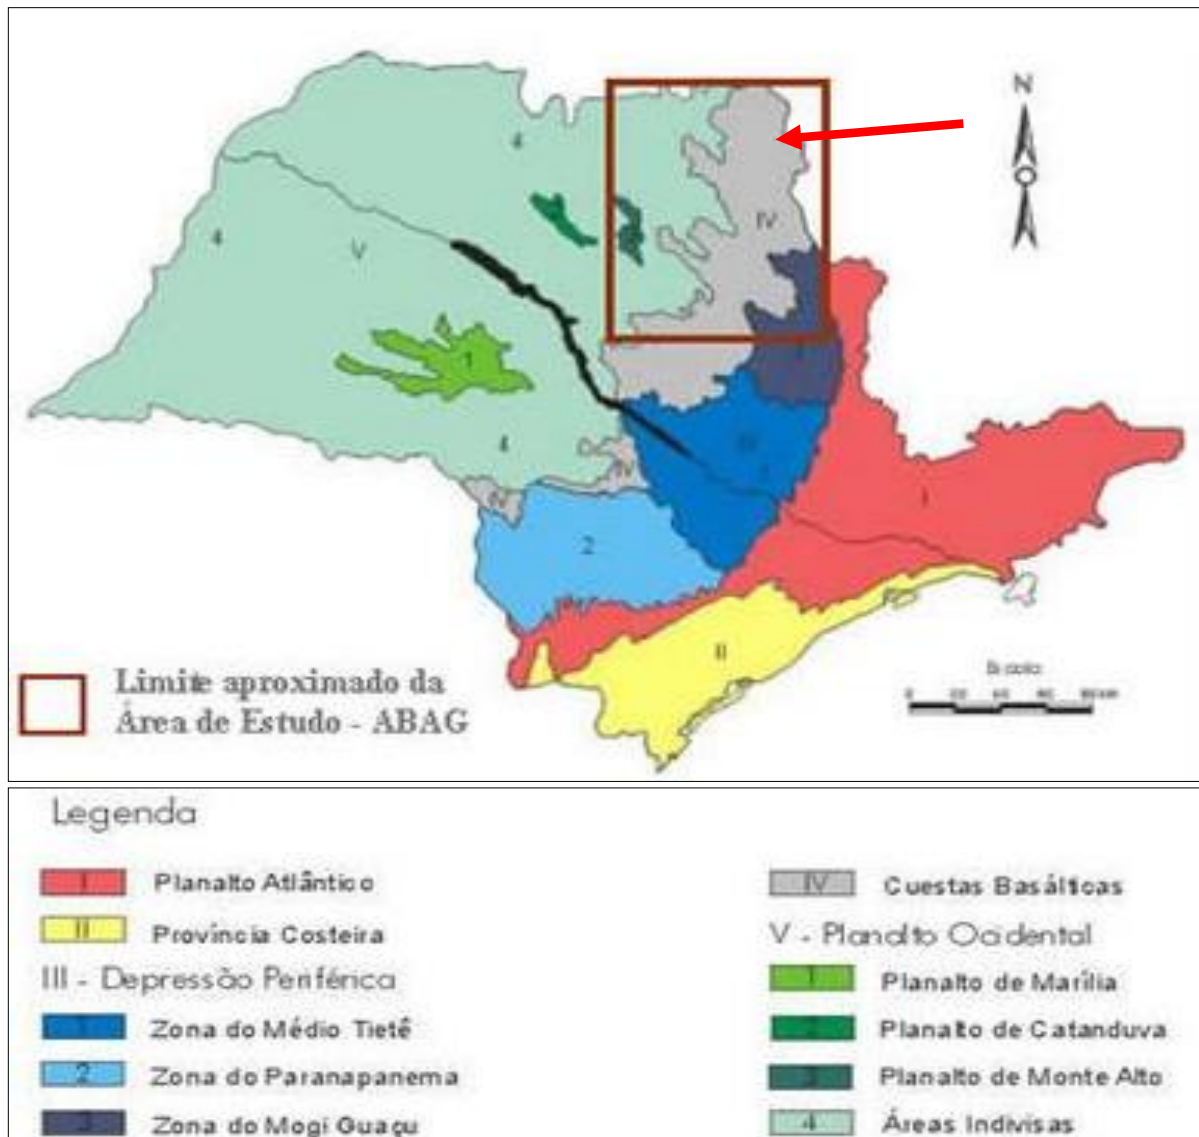 N
4
IV
4
V
1
4
IV
IV
I
2
II
Limite aproximado da
Área de Estudo - ABAG
Legenda
I Planalto Atlântico
II Província Costeira
III - Depressão Periférica
1 Zona do Médio Tietê
2 Zona do Paranapanema
3 Zona do Mogi Guaçu
IV Cuestas Basálticas
V - Planalto Ocidental
1 Planalto de Marília
2 Planalto de Catanduva
3 Planalto de Monte Alto
4 Áreas Indivisas